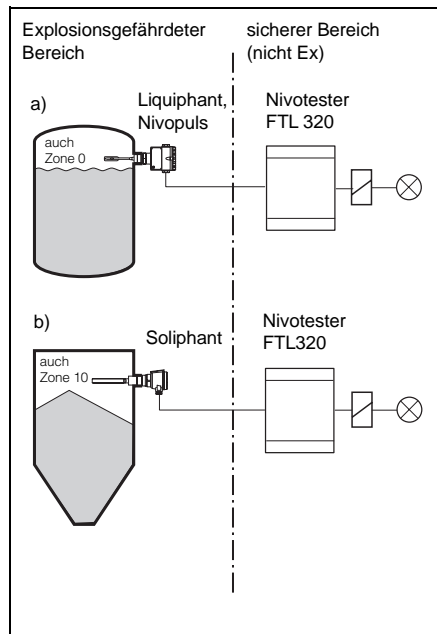 Explosionsgefährdeter
Bereich
sicherer Bereich
(nicht Ex)
a)
Liquiphant,
Nivopuls
Nivotester
FTL 320
auch
Zone 0
b)
Soliphant
Nivotester
FTL320
auch
Zone 10